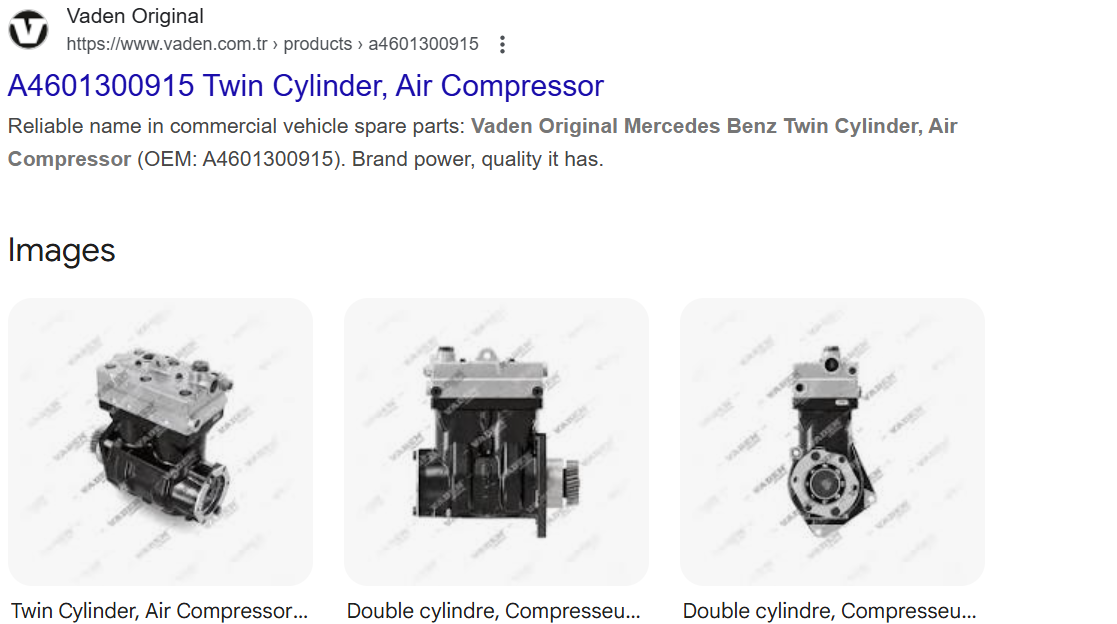 Vaden Original
https://www.vaden.com.tr › products › a4601300915
A4601300915 Twin Cylinder, Air Compressor
Reliable name in commercial vehicle spare parts: Vaden Original Mercedes Benz Twin Cylinder, Air
Compressor (OEM: A4601300915). Brand power, quality it has.
Images
Twin Cylinder, Air Compressor...
Double cylindre, Compresseu...
Double cylindre, Compresseu...